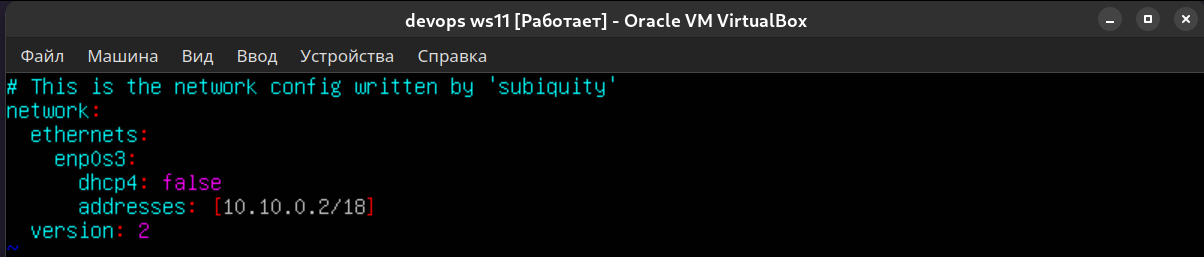 devops ws11 [Работает] - Oracle VM VirtualBox
Файл Машина Вид Ввод Устройства Справка
# This is the network config written by 'subiquity'
network:
  ethernets:
    enp0s3:
      dhcp4: false
      addresses: [10.10.0.2/18]
  version: 2
~